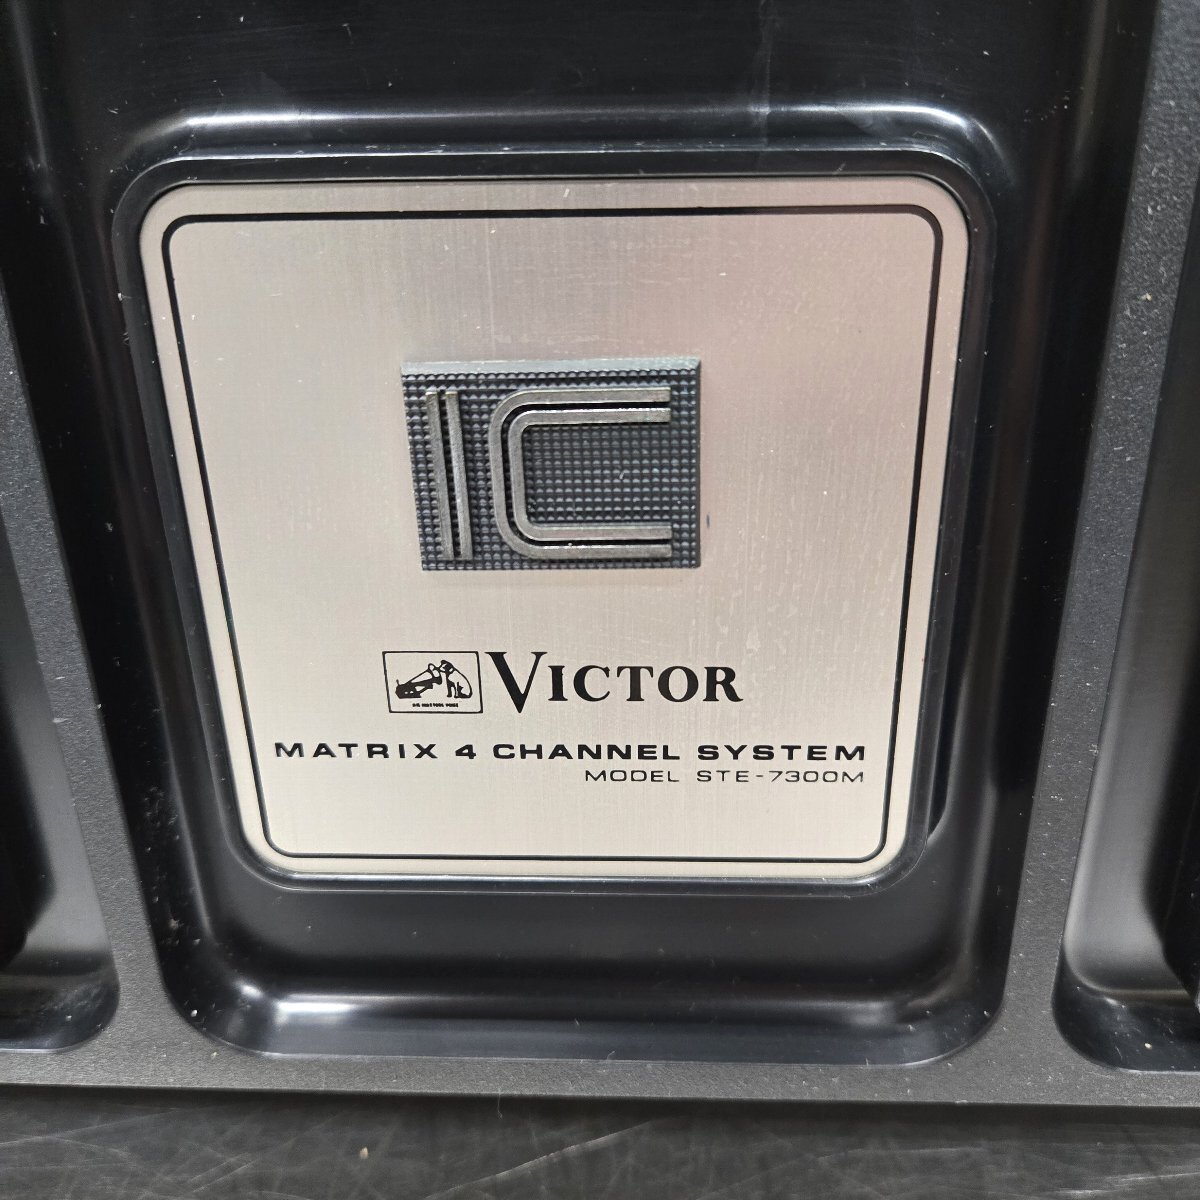 IC
VICTOR
MATRIX 4 CHANNEL SYSTEM
MODEL STE-7300M